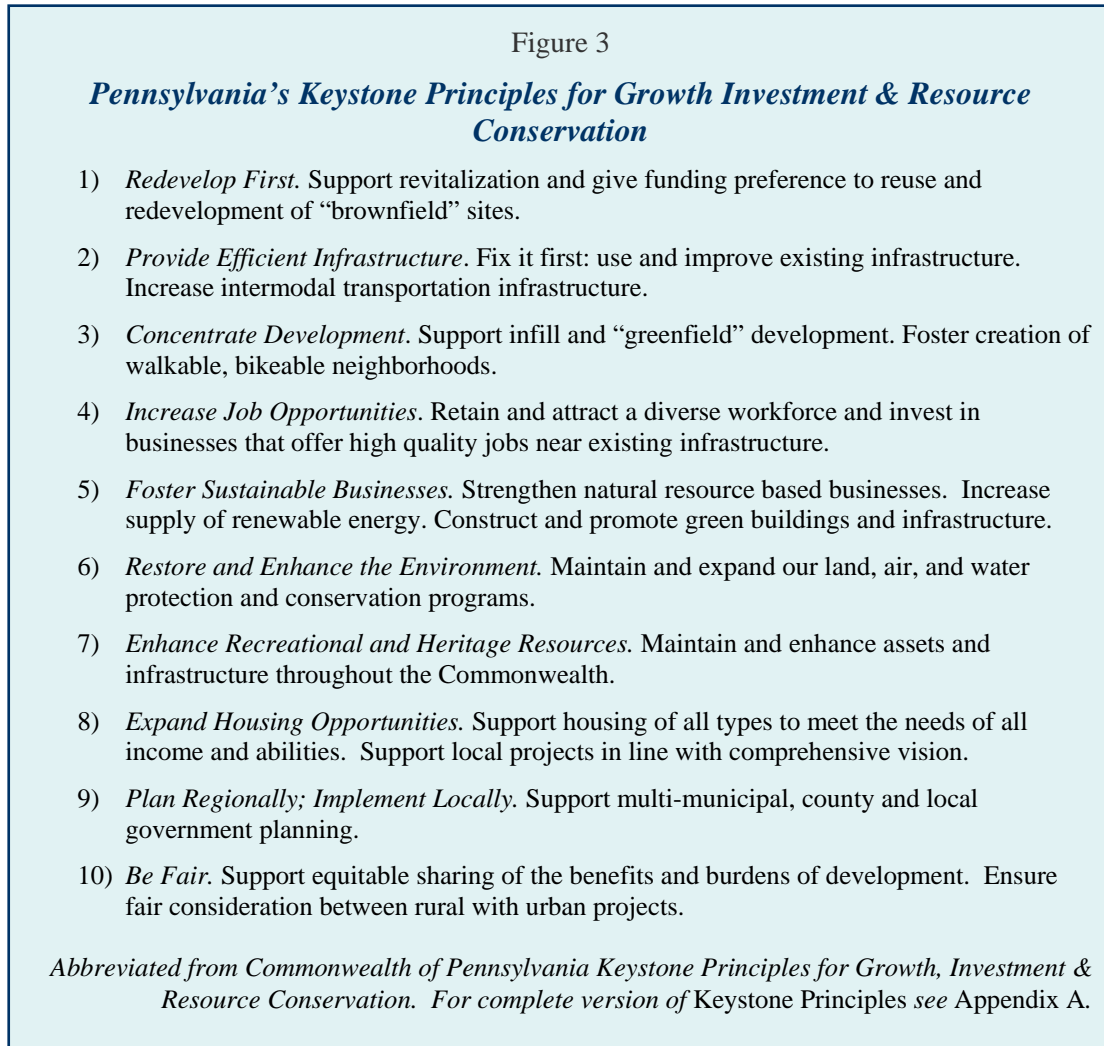 Figure 3
Pennsylvania’s Keystone Principles for Growth Investment & Resource
Conservation
1) Redevelop First. Support revitalization and give funding preference to reuse and
redevelopment of “brownfield” sites.
2) Provide Efficient Infrastructure. Fix it first: use and improve existing infrastructure.
Increase intermodal transportation infrastructure.
3) Concentrate Development. Support infill and “greenfield” development. Foster creation of
walkable, bikeable neighborhoods.
4) Increase Job Opportunities. Retain and attract a diverse workforce and invest in
businesses that offer high quality jobs near existing infrastructure.
5) Foster Sustainable Businesses. Strengthen natural resource based businesses. Increase
supply of renewable energy. Construct and promote green buildings and infrastructure.
6) Restore and Enhance the Environment. Maintain and expand our land, air, and water
protection and conservation programs.
7) Enhance Recreational and Heritage Resources. Maintain and enhance assets and
infrastructure throughout the Commonwealth.
8) Expand Housing Opportunities. Support housing of all types to meet the needs of all
income and abilities. Support local projects in line with comprehensive vision.
9) Plan Regionally; Implement Locally. Support multi-municipal, county and local
government planning.
10) Be Fair. Support equitable sharing of the benefits and burdens of development. Ensure
fair consideration between rural with urban projects.
Abbreviated from Commonwealth of Pennsylvania Keystone Principles for Growth, Investment &
Resource Conservation. For complete version of Keystone Principles see Appendix A.